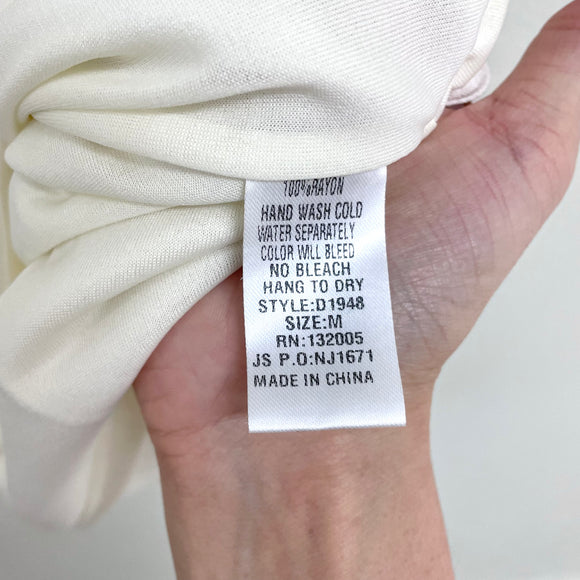 100%RAYON
HAND WASH COLD
WATER SEPARATELY
COLOR WILL BLEED
NO BLEACH
HANG TO DRY
STYLE:D1948
SIZE:M
RN:132005
JS P.O:NJ1671
MADE IN CHINA